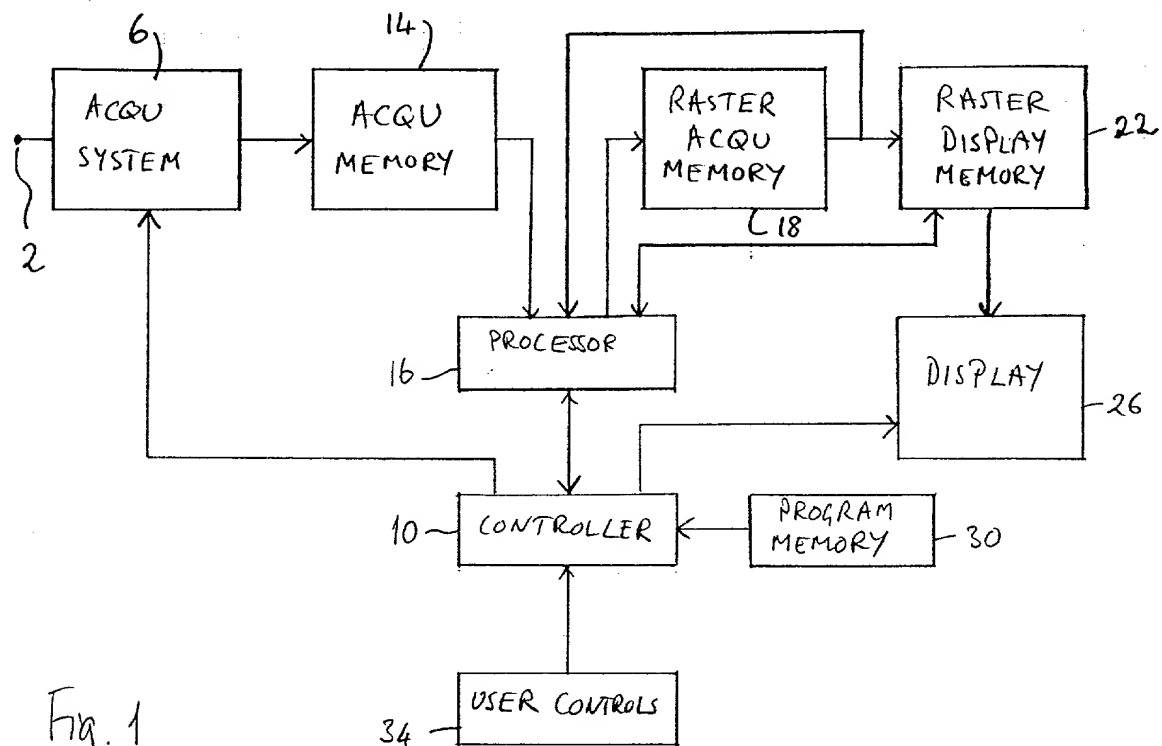 6
14
ACQU
SYSTEM
ACQU
MEMORY
RASTER
ACQU
MEMORY
RASTER
DISPLAY
MEMORY
22
2
18
PROCESSOR
16
DISPLAY
26
10
CONTROLLER
PROGRAM
MEMORY
30
USER CONTROLS
34
Fig. 1